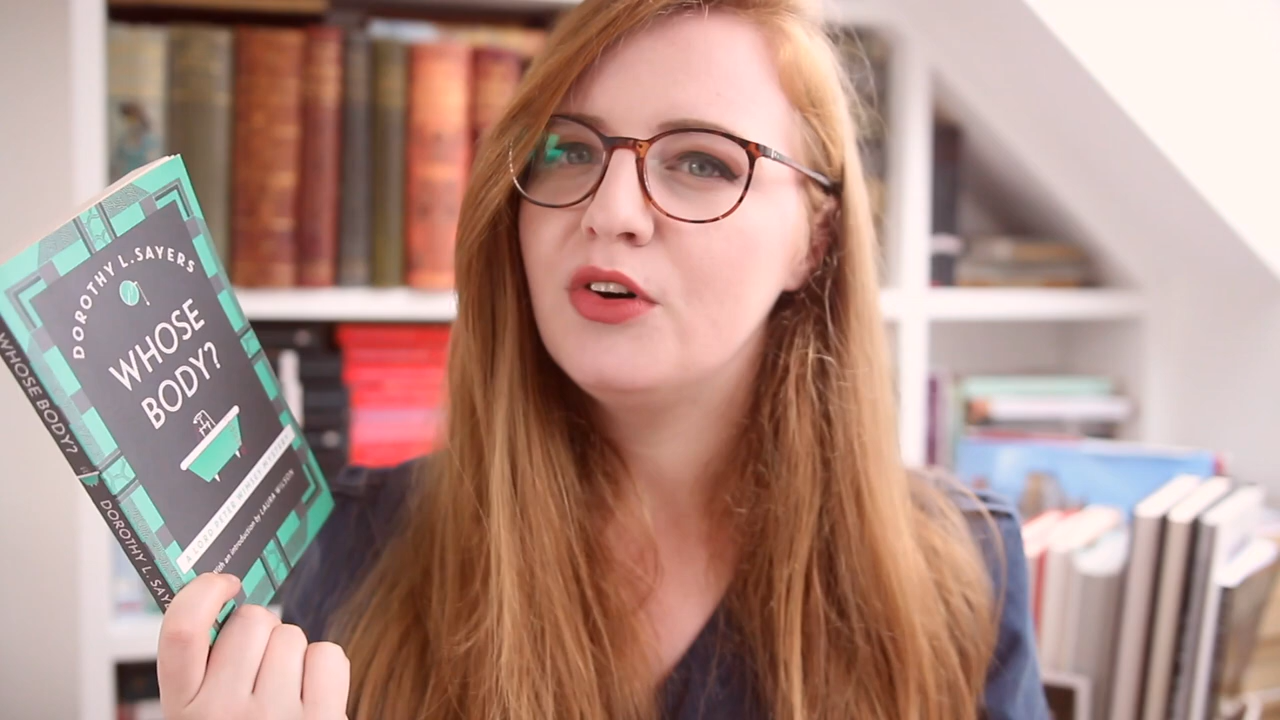 DOROTHY L. SAYERS
WHOSE
BODY?
A LORD PETER WIMSEY MYSTERY
With an introduction by LAURA WILSON
WHOSE BODY?
DOROTHY L. SAY